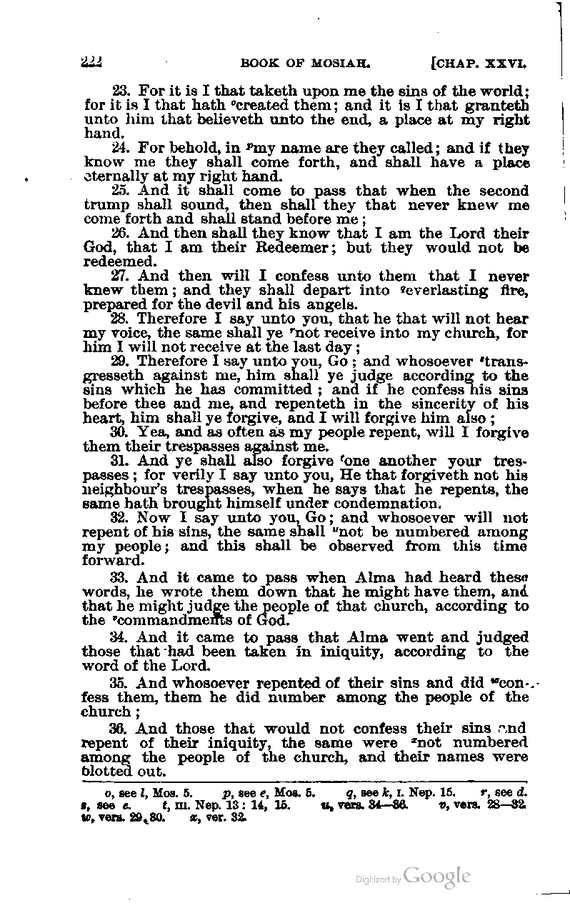 222 BOOK OF MOSIAH. [CHAP. XXVI.
23. For it is I that taketh upon me the sins of the world;
for it is I that hath ᵒcreated them; and it is I that granteth
unto him that believeth unto the end, a place at my right
hand.
24. For behold, in ᵖmy name are they called; and if they
know me they shall come forth, and shall have a place
eternally at my right hand.
25. And it shall come to pass that when the second
trump shall sound, then shall they that never knew me
come forth and shall stand before me;
26. And then shall they know that I am the Lord their
God, that I am their Redeemer; but they would not be
redeemed.
27. And then will I confess unto them that I never
knew them; and they shall depart into ᑫeverlasting fire,
prepared for the devil and his angels.
28. Therefore I say unto you, that he that will not hear
my voice, the same shall ye ʳnot receive into my church, for
him I will not receive at the last day;
29. Therefore I say unto you, Go; and whosoever ˢtrans-
gresseth against me, him shall ye judge according to the
sins which he has committed; and if he confess his sins
before thee and me, and repenteth in the sincerity of his
heart, him shall ye forgive, and I will forgive him also;
30. Yea, and as often as my people repent, will I forgive
them their trespasses against me.
31. And ye shall also forgive ᵗone another your tres-
passes; for verily I say unto you, He that forgiveth not his
neighbour's trespasses, when he says that he repents, the
same hath brought himself under condemnation.
32. Now I say unto you, Go; and whosoever will not
repent of his sins, the same shall ᵘnot be numbered among
my people; and this shall be observed from this time
forward.
33. And it came to pass when Alma had heard these
words, he wrote them down that he might have them, and
that he might judge the people of that church, according to
the ᵛcommandments of God.
34. And it came to pass that Alma went and judged
those that had been taken in iniquity, according to the
word of the Lord.
35. And whosoever repented of their sins and did ʷcon-
fess them, them he did number among the people of the
church;
36. And those that would not confess their sins and
repent of their iniquity, the same were ˣnot numbered
among the people of the church, and their names were
blotted out.
o, see l, Mos. 5. p, see e, Mos. 5. q, see k, I. Nep. 15. r, see d.
s, see e. t, III. Nep. 13: 14, 15. u, vers. 34—36. v, vers. 28—32.
w, vers. 29, 30. x, ver. 32.
Digitized by Google